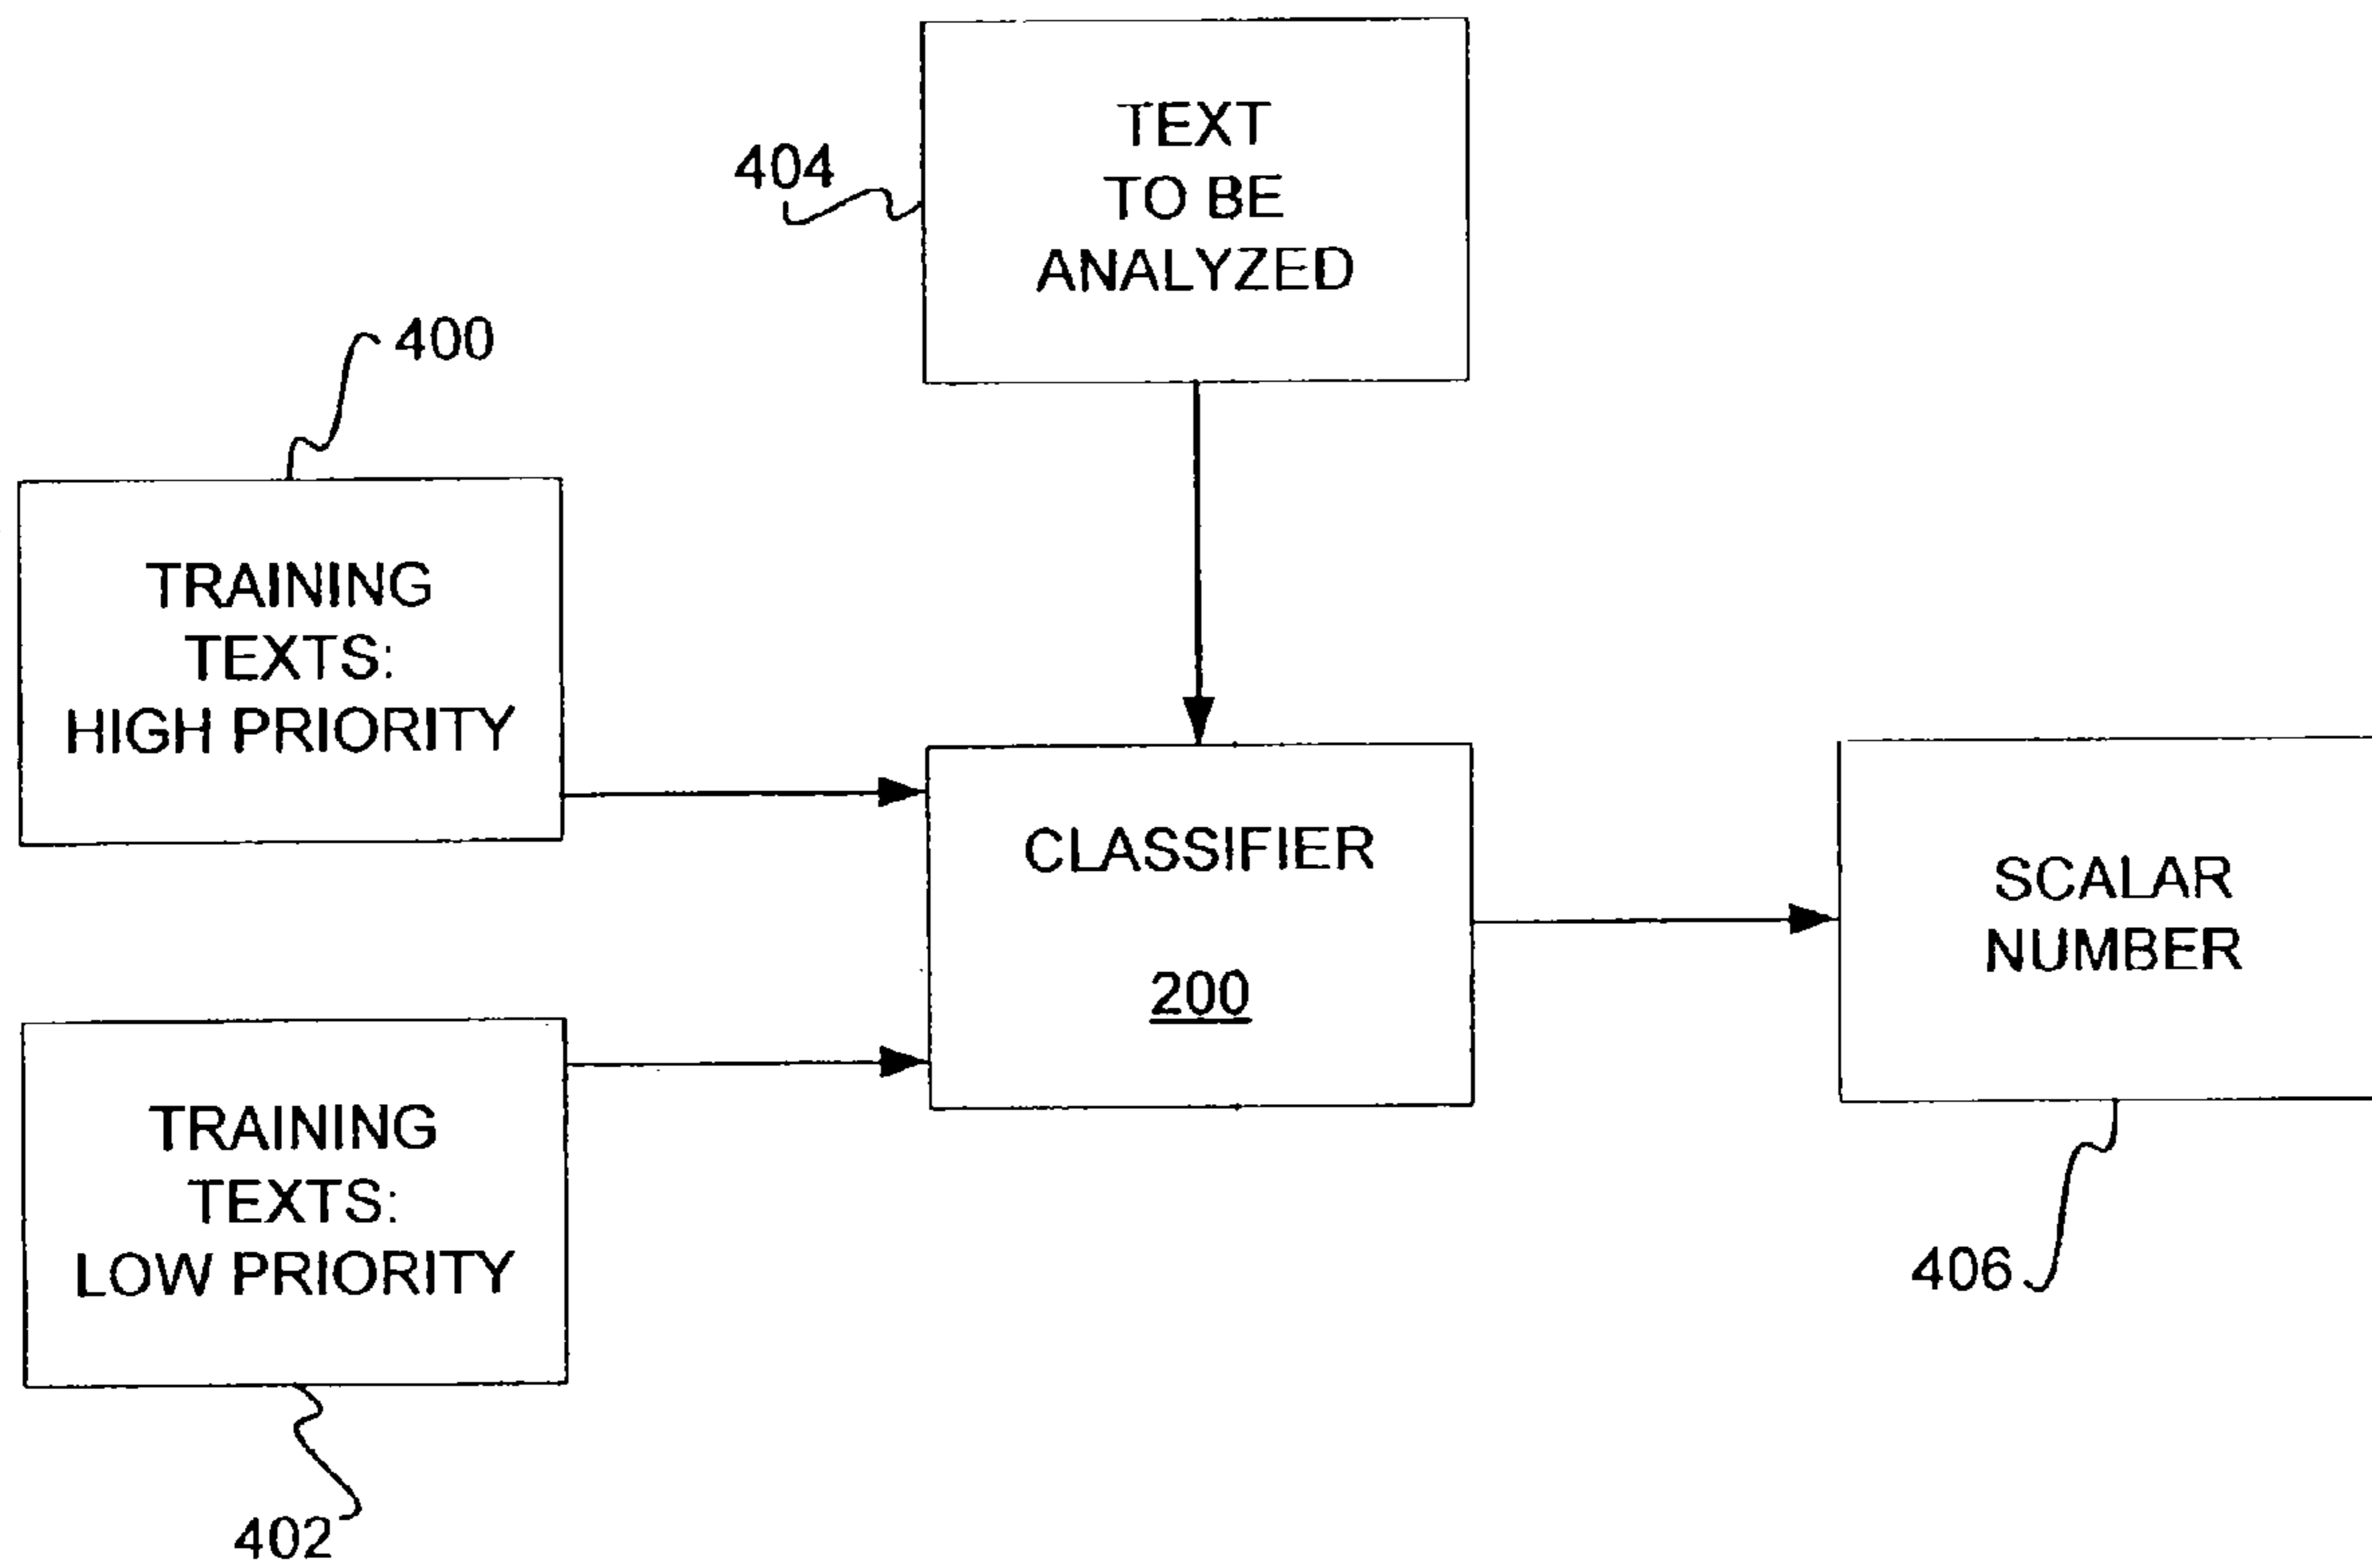 TEXT
TO BE
ANALYZED
404
400
TRAINING
TEXTS:
HIGH PRIORITY
CLASSIFIER
200
SCALAR
NUMBER
TRAINING
TEXTS:
LOW PRIORITY
406
402